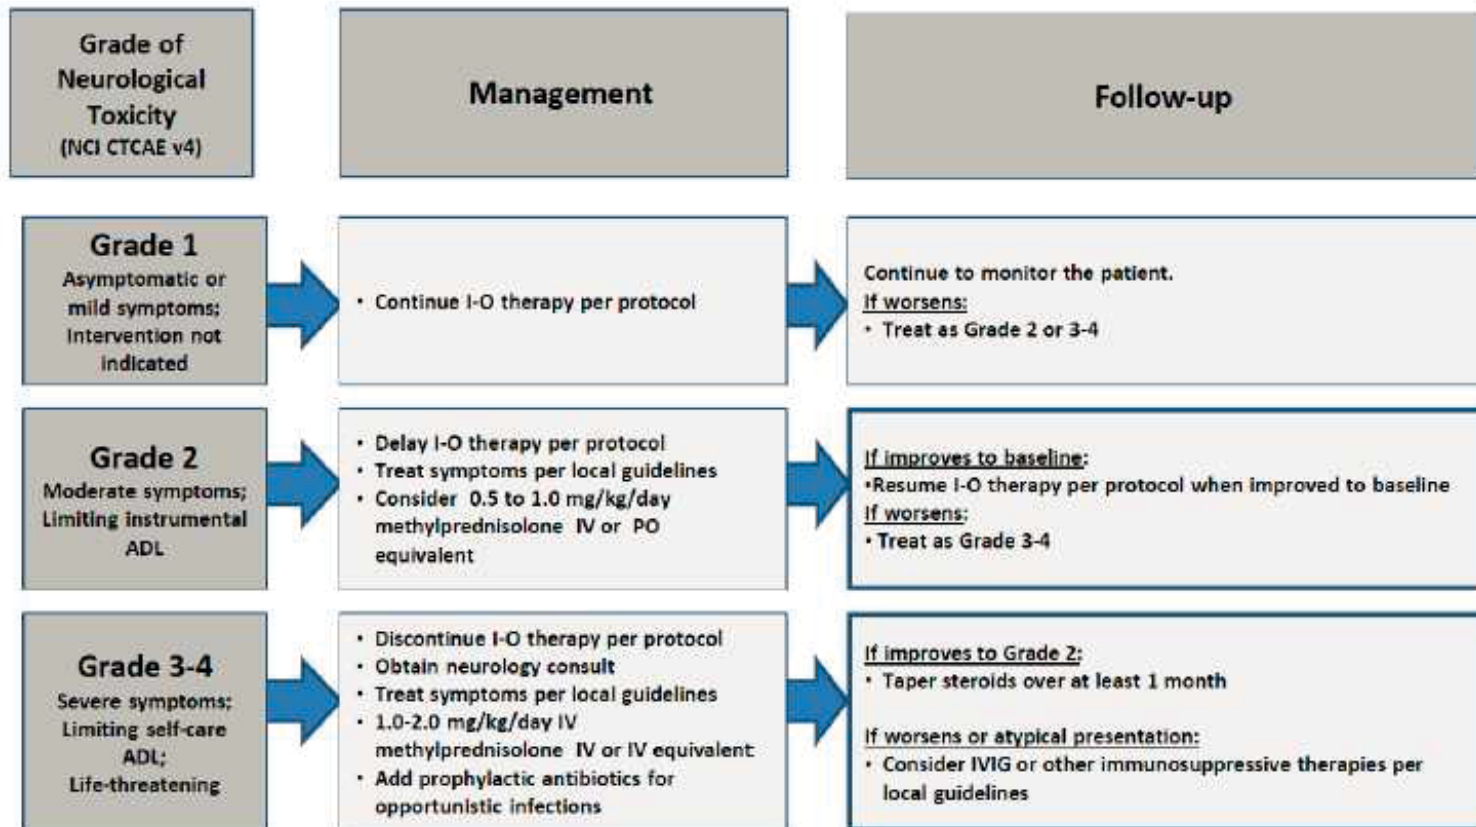 Grade of
Neurological
Toxicity
(NCI CTCAE v4)
Management
Follow-up
Grade 1
Asymptomatic or
mild symptoms;
Intervention not
indicated
• Continue I-O therapy per protocol
Continue to monitor the patient.
If worsens:
• Treat as Grade 2 or 3-4
Grade 2
Moderate symptoms;
Limiting instrumental
ADL
• Delay I-O therapy per protocol
• Treat symptoms per local guidelines
• Consider 0.5 to 1.0 mg/kg/day
methylprednisolone IV or PO
equivalent
If improves to baseline:
•Resume I-O therapy per protocol when improved to baseline
If worsens:
• Treat as Grade 3-4
Grade 3-4
Severe symptoms;
Limiting self-care
ADL;
Life-threatening
• Discontinue I-O therapy per protocol
• Obtain neurology consult
• Treat symptoms per local guidelines
• 1.0-2.0 mg/kg/day IV
methylprednisolone IV or IV equivalent
• Add prophylactic antibiotics for
opportunistic infections
If improves to Grade 2:
• Taper steroids over at least 1 month
If worsens or atypical presentation:
• Consider IVIG or other immunosuppressive therapies per
local guidelines